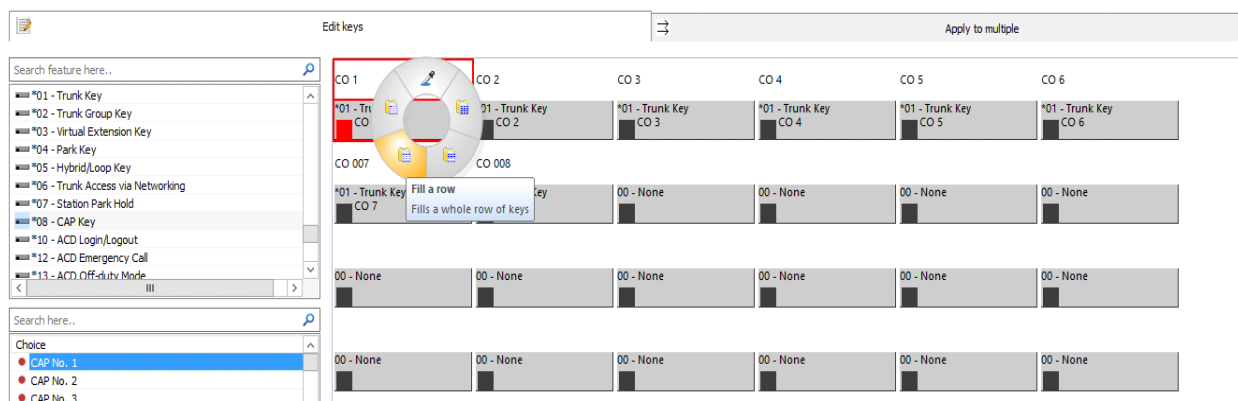 Edit keys
Apply to multiple
Search feature here..
*01 - Trunk Key
*02 - Trunk Group Key
*03 - Virtual Extension Key
*04 - Park Key
*05 - Hybrid/Loop Key
*06 - Trunk Access via Networking
*07 - Station Park Hold
*08 - CAP Key
*10 - ACD Login/Logout
*12 - ACD Emergency Call
*13 - ACD Off-duty Mode
Search here..
Choice
CAP No. 1
CAP No. 2
CAP No. 3
CO 1 CO 2 CO 3 CO 4 CO 5 CO 6
*01 - Tru 01 - Trunk Key *01 - Trunk Key *01 - Trunk Key *01 - Trunk Key *01 - Trunk Key
CO CO 2 CO 3 CO 4 CO 5 CO 6
CO 007 CO 008
*01 - Trunk Key Key 00 - None 00 - None 00 - None 00 - None
CO 7
Fill a row
Fills a whole row of keys
00 - None 00 - None 00 - None 00 - None 00 - None 00 - None
00 - None 00 - None 00 - None 00 - None 00 - None 00 - None